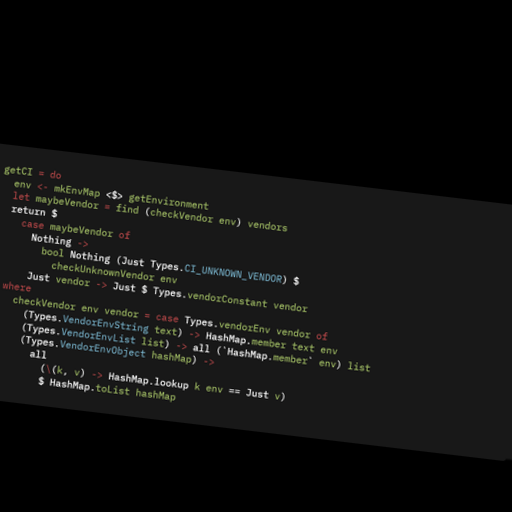 getCI = do
env <- mkEnvMap <$> getEnvironment
let maybeVendor = find (checkVendor env) vendors
return $
case maybeVendor of
Nothing ->
bool Nothing (Just Types.CI_UNKNOWN_VENDOR) $
checkUnknownVendor env
Just vendor -> Just $ Types.vendorConstant vendor
where
checkVendor env vendor = case Types.vendorEnv vendor of
(Types.VendorEnvString text) -> HashMap.member text env
(Types.VendorEnvList list) -> all (`HashMap.member` env) list
(Types.VendorEnvObject hashMap) ->
all
(\(k, v) -> HashMap.lookup k env == Just v)
$ HashMap.toList hashMap